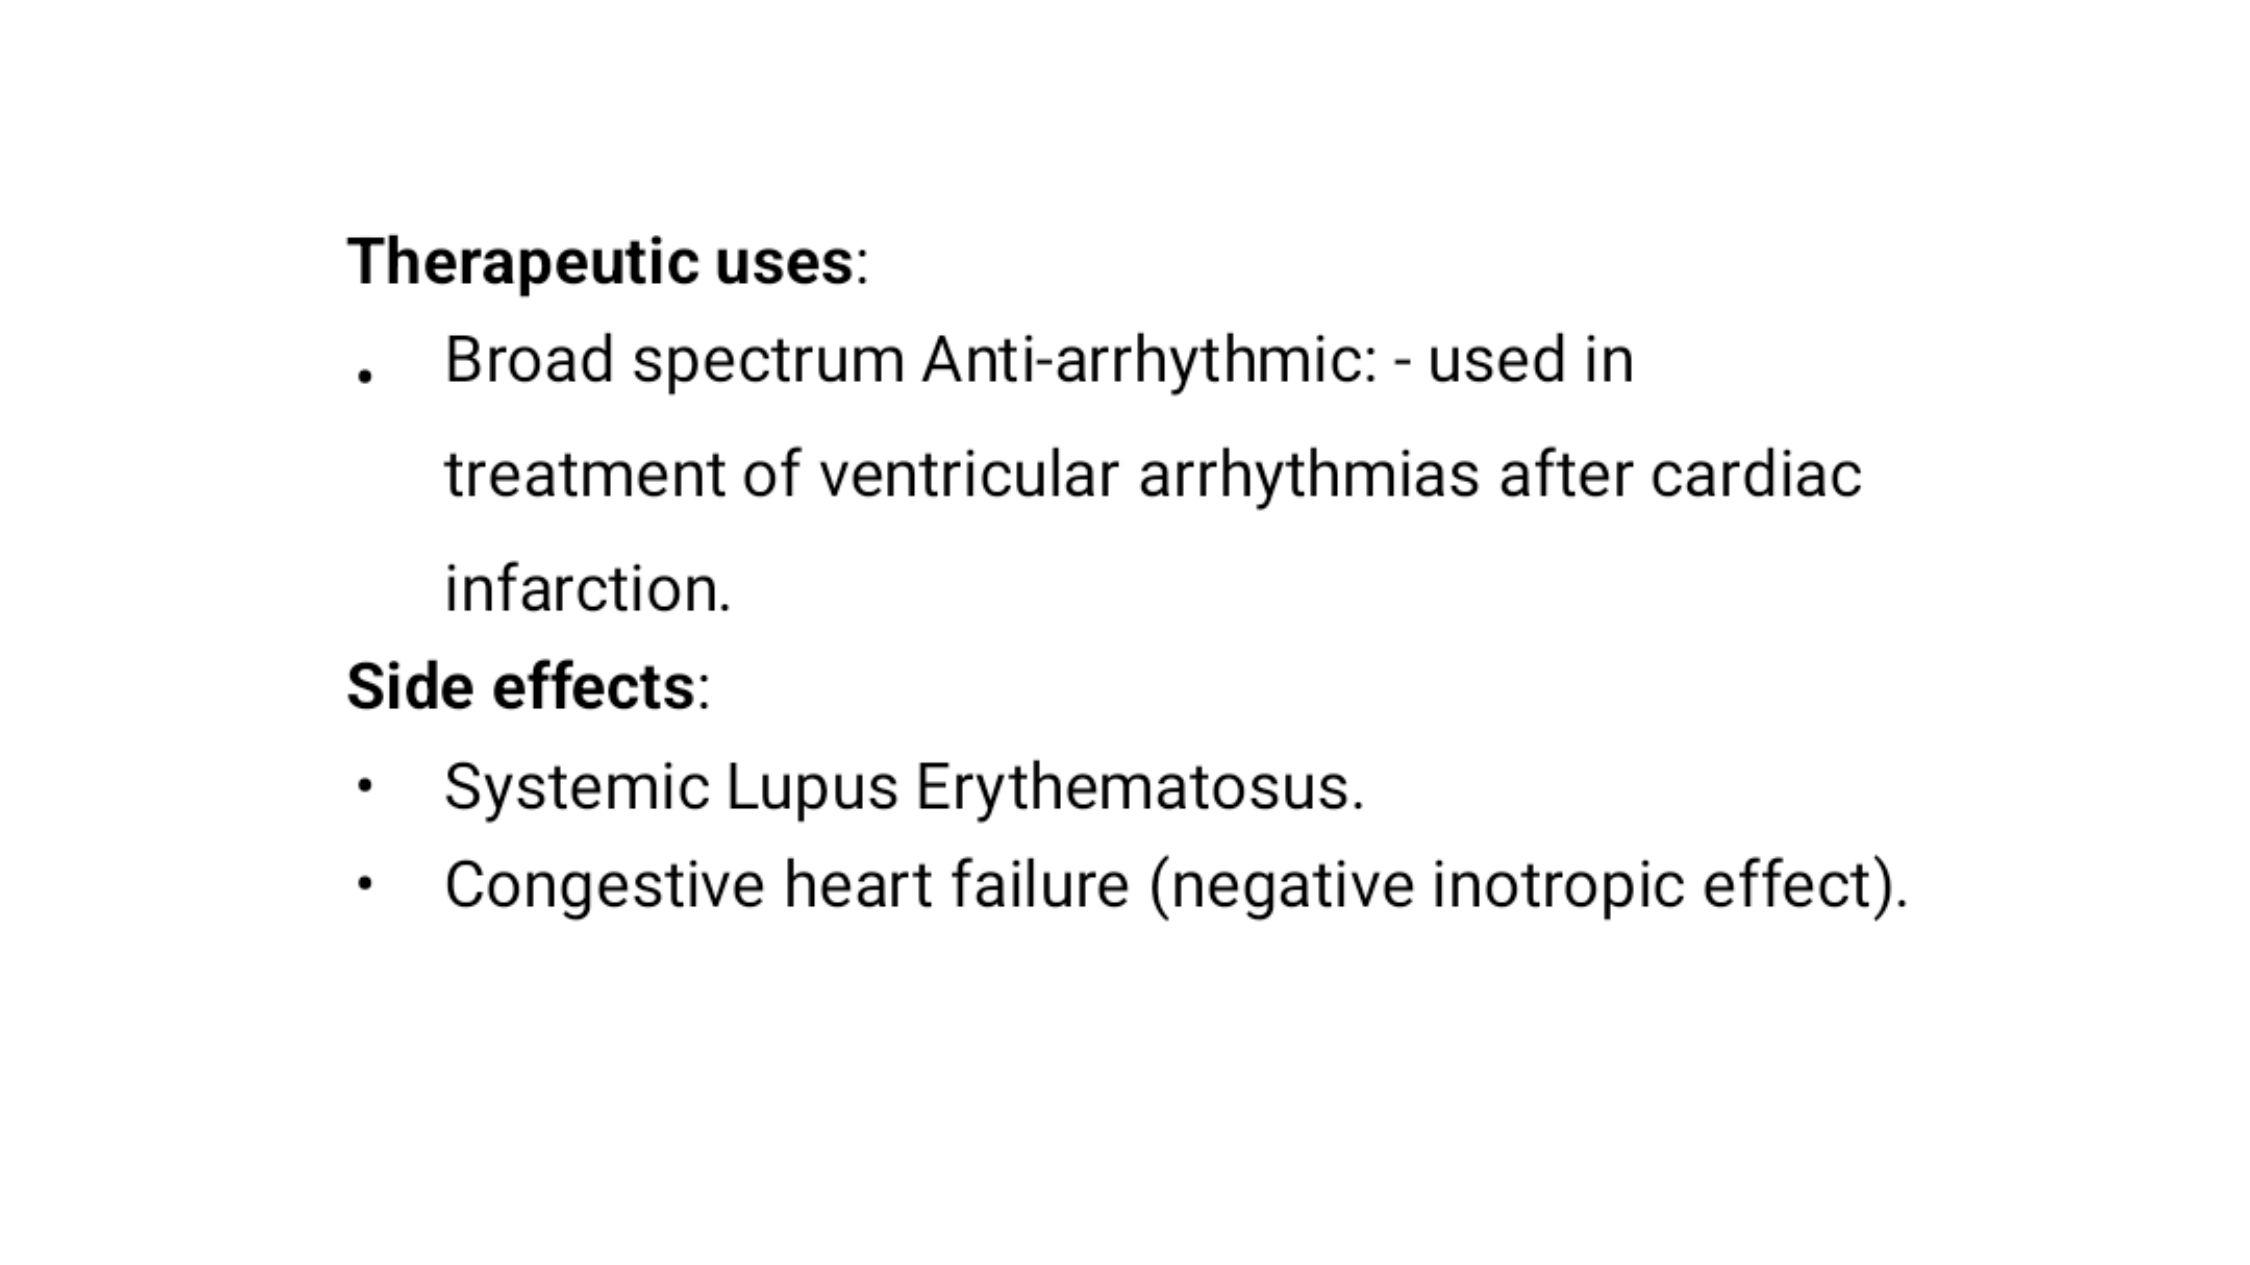 Therapeutic uses:
• Broad spectrum Anti-arrhythmic: - used in
treatment of ventricular arrhythmias after cardiac
infarction.
Side effects:
• Systemic Lupus Erythematosus.
• Congestive heart failure (negative inotropic effect).